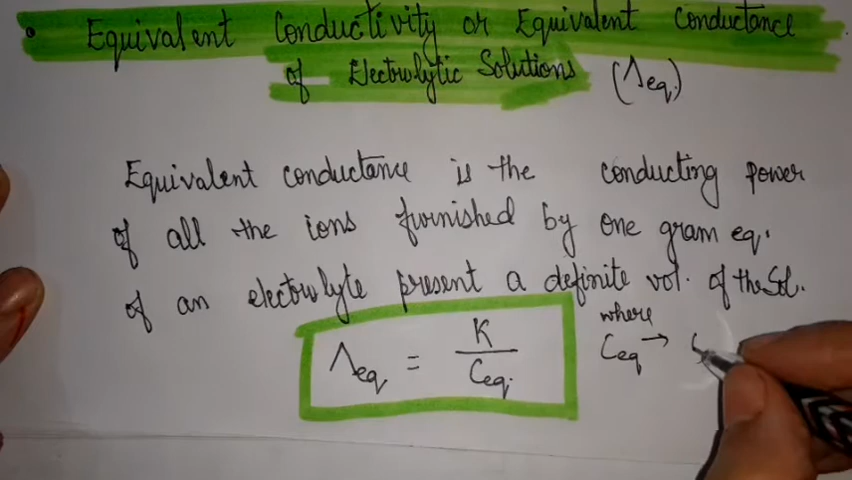 • Equivalent Conductivity or Equivalent Conductance
of Electrolytic Solutions (Λeq.)
Equivalent conductance is the conducting power
of all the ions furnished by one gram eq.
of an electrolyte present a definite vol. of the Sol.
Λeq = K / Ceq.
where
Ceq →